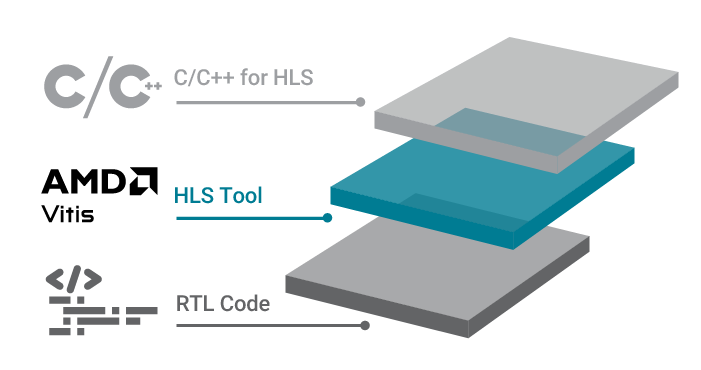 C/C++
C/C++ for HLS
AMD
Vitis
HLS Tool
</>
RTL Code